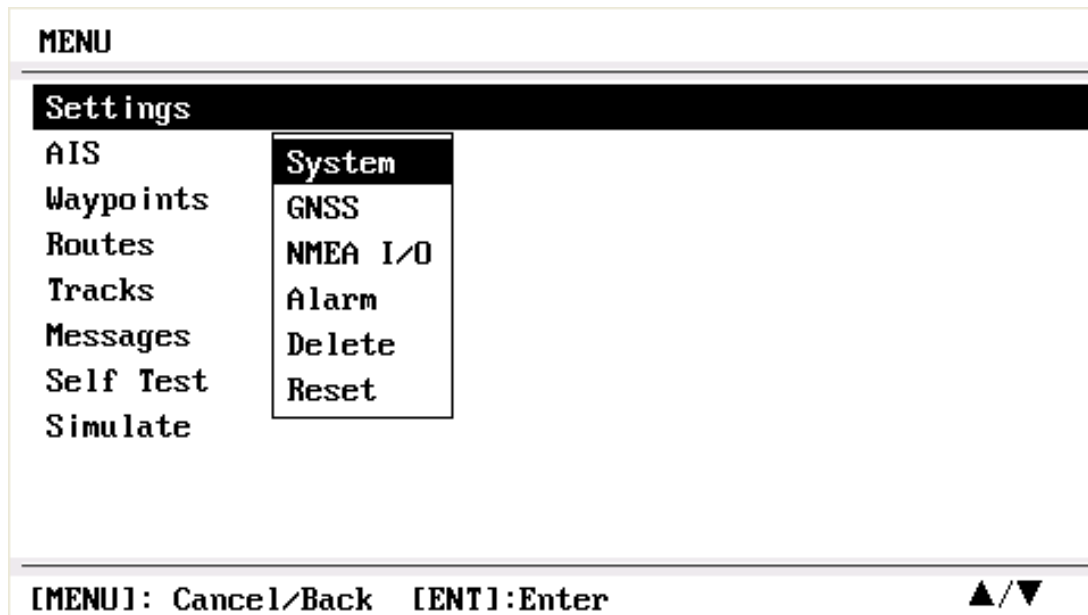 MENU
Settings
AIS
Waypoints
Routes
Tracks
Messages
Self Test
Simulate
System
GNSS
NMEA I/O
Alarm
Delete
Reset
[MENU]: Cancel/Back [ENT]:Enter ▲/▼